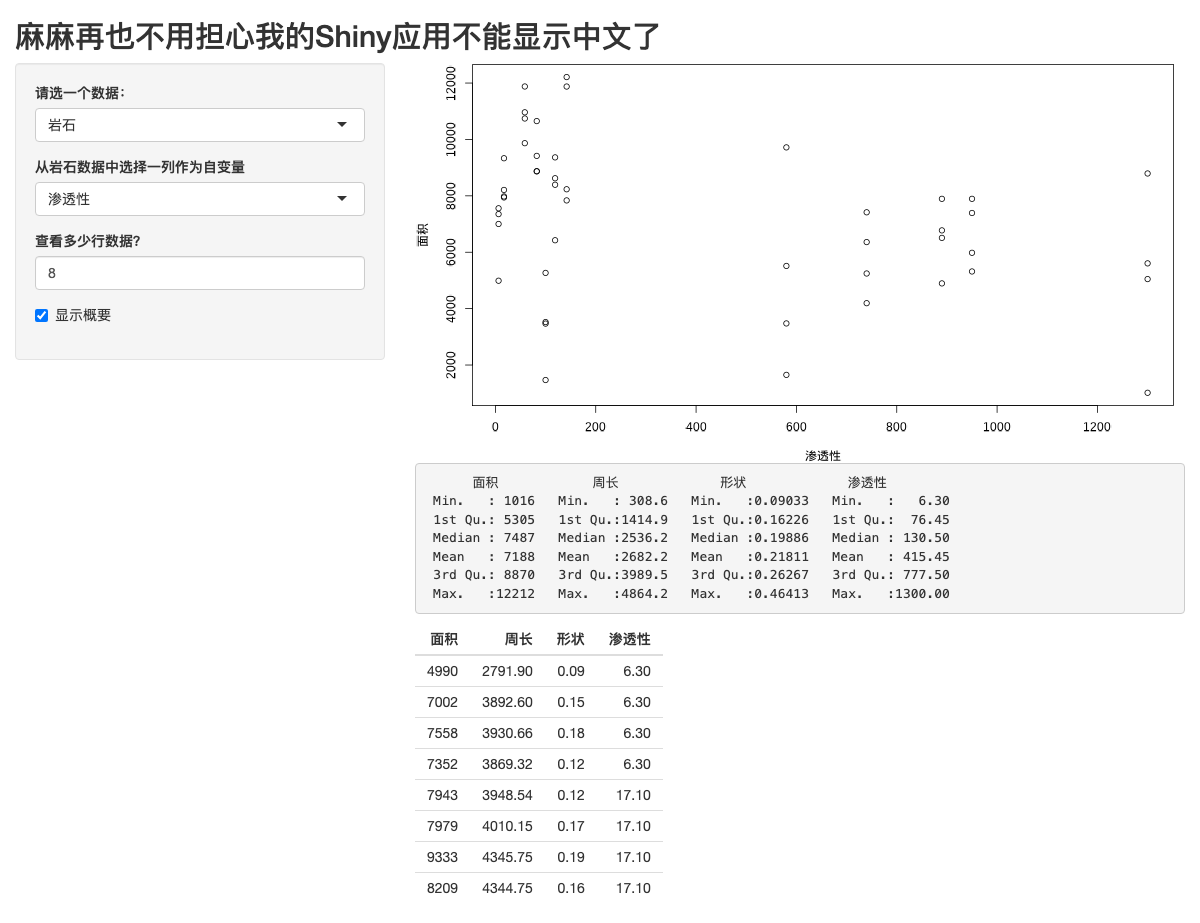 麻麻再也不用担心我的Shiny应用不能显示中文了
请选一个数据：
岩石
从岩石数据中选择一列作为自变量
渗透性
查看多少行数据?
8
显示概要
面积
12000
10000
8000
6000
4000
2000
0 200 400 600 800 1000 1200
渗透性
面积 周长 形状 渗透性
Min. : 1016 Min. : 308.6 Min. :0.09033 Min. : 6.30
1st Qu.: 5305 1st Qu.:1414.9 1st Qu.:0.16226 1st Qu.: 76.45
Median : 7487 Median :2536.2 Median :0.19886 Median : 130.50
Mean : 7188 Mean :2682.2 Mean :0.21811 Mean : 415.45
3rd Qu.: 8870 3rd Qu.:3989.5 3rd Qu.:0.26267 3rd Qu.: 777.50
Max. :12212 Max. :4864.2 Max. :0.46413 Max. :1300.00
面积 周长 形状 渗透性
4990 2791.90 0.09 6.30
7002 3892.60 0.15 6.30
7558 3930.66 0.18 6.30
7352 3869.32 0.12 6.30
7943 3948.54 0.12 17.10
7979 4010.15 0.17 17.10
9333 4345.75 0.19 17.10
8209 4344.75 0.16 17.10